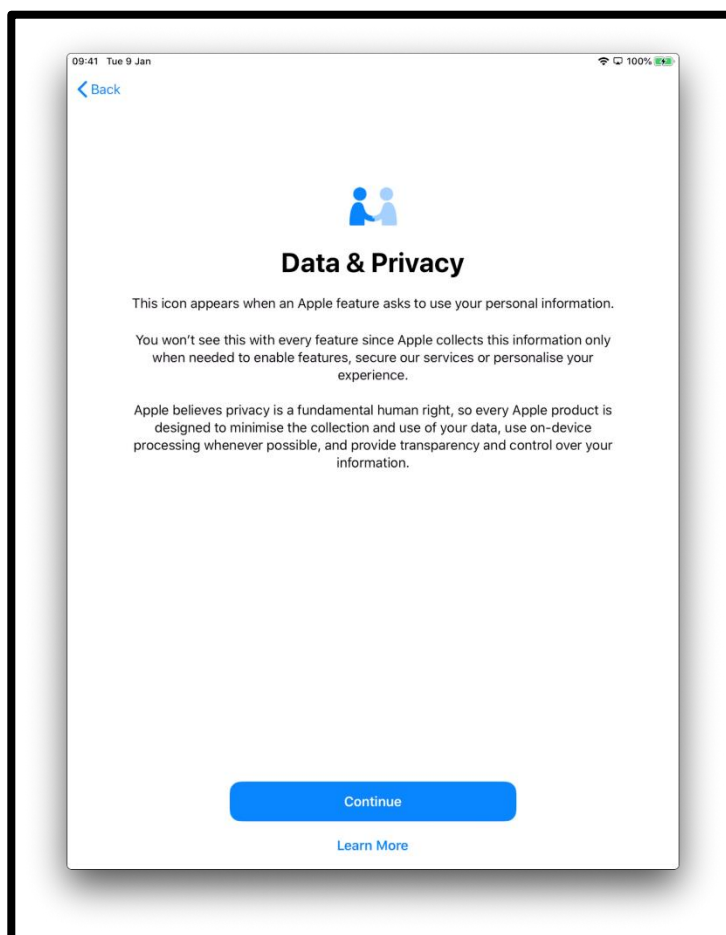 09:41 Tue 9 Jan
100%
Back
Data & Privacy
This icon appears when an Apple feature asks to use your personal information.
You won't see this with every feature since Apple collects this information only
when needed to enable features, secure our services or personalise your
experience.
Apple believes privacy is a fundamental human right, so every Apple product is
designed to minimise the collection and use of your data, use on-device
processing whenever possible, and provide transparency and control over your
information.
Continue
Learn More